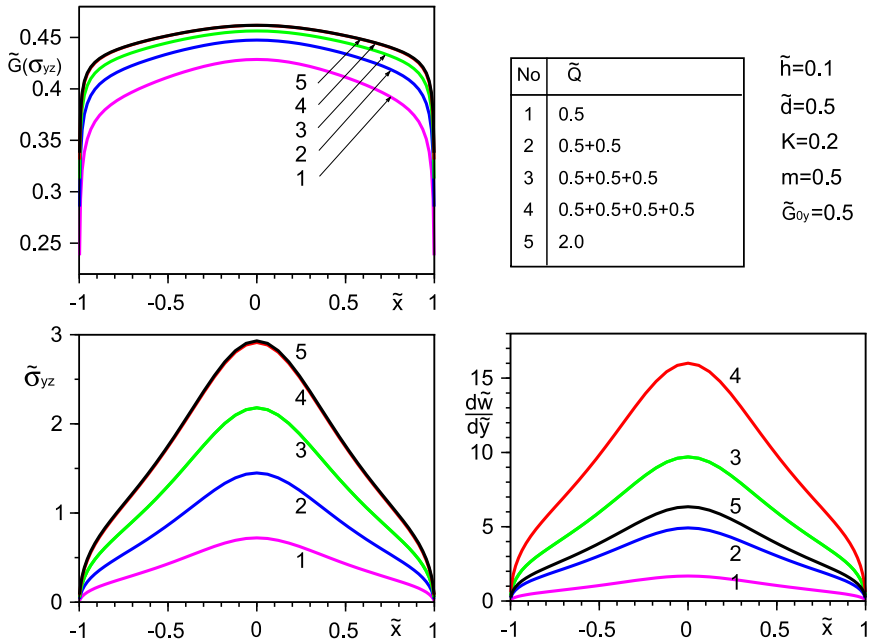 0.45
0.4
0.35
0.3
0.25
G̃(σyz)
5
4
3
2
1
-1 -0.5 0 0.5 x̃ 1
No Q̃
1 0.5
2 0.5+0.5
3 0.5+0.5+0.5
4 0.5+0.5+0.5+0.5
5 2.0
h̃=0.1
d̃=0.5
K=0.2
m=0.5
G̃0y=0.5
3
2
1
0
σ̃yz
5
4
3
2
1
-1 -0.5 0 0.5 x̃ 1
15
10
5
0
dw̃
dỹ
4
3
5
2
1
-1 -0.5 0 0.5 x̃ 1